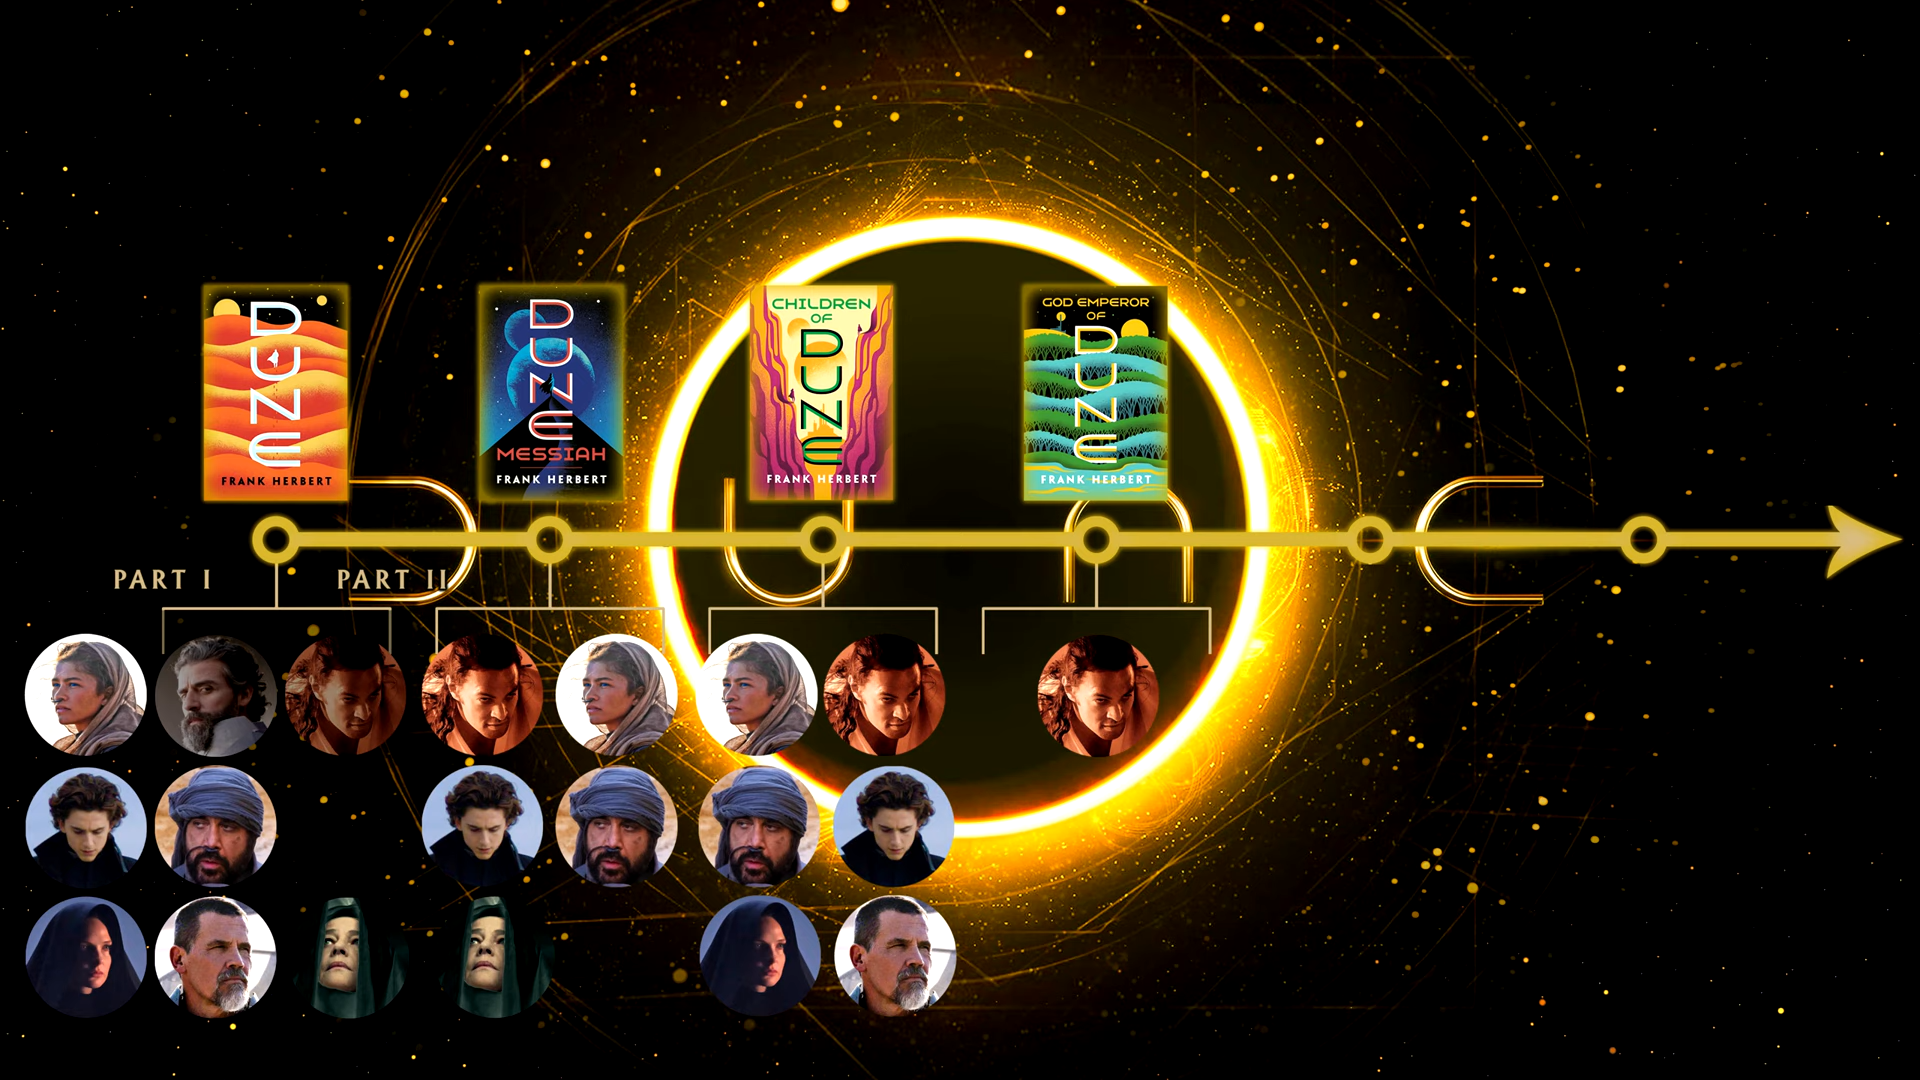 DUNE
FRANK HERBERT
DUNE
MESSIAH
FRANK HERBERT
CHILDREN
OF
DUNE
FRANK HERBERT
GOD EMPEROR
OF
DUNE
FRANK HERBERT
PART I
PART II